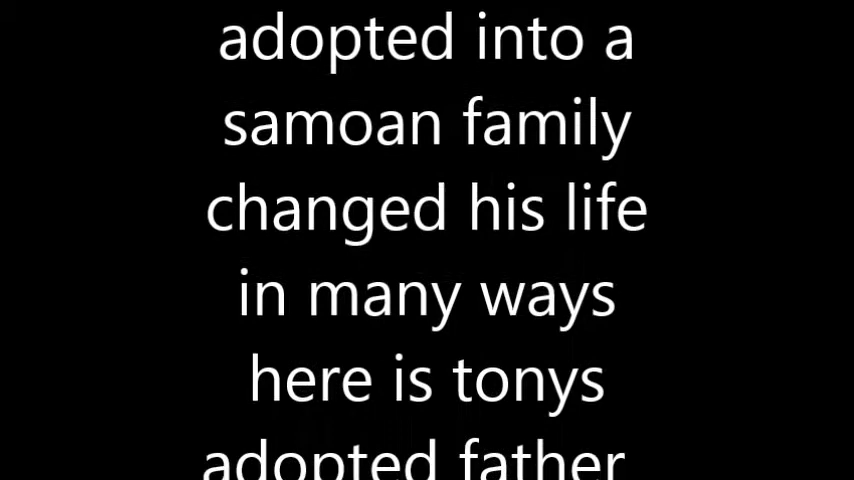 adopted into a
samoan family
changed his life
in many ways
here is tonys
adopted father